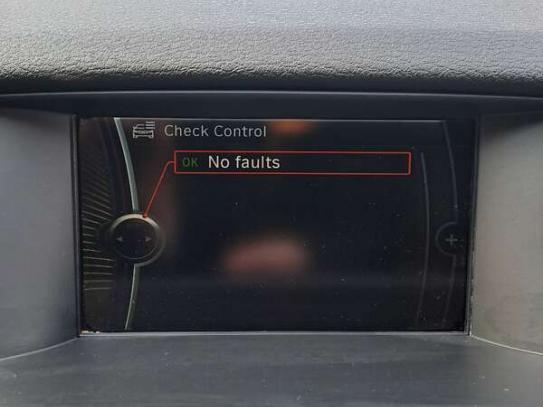 Check Control
OK No faults